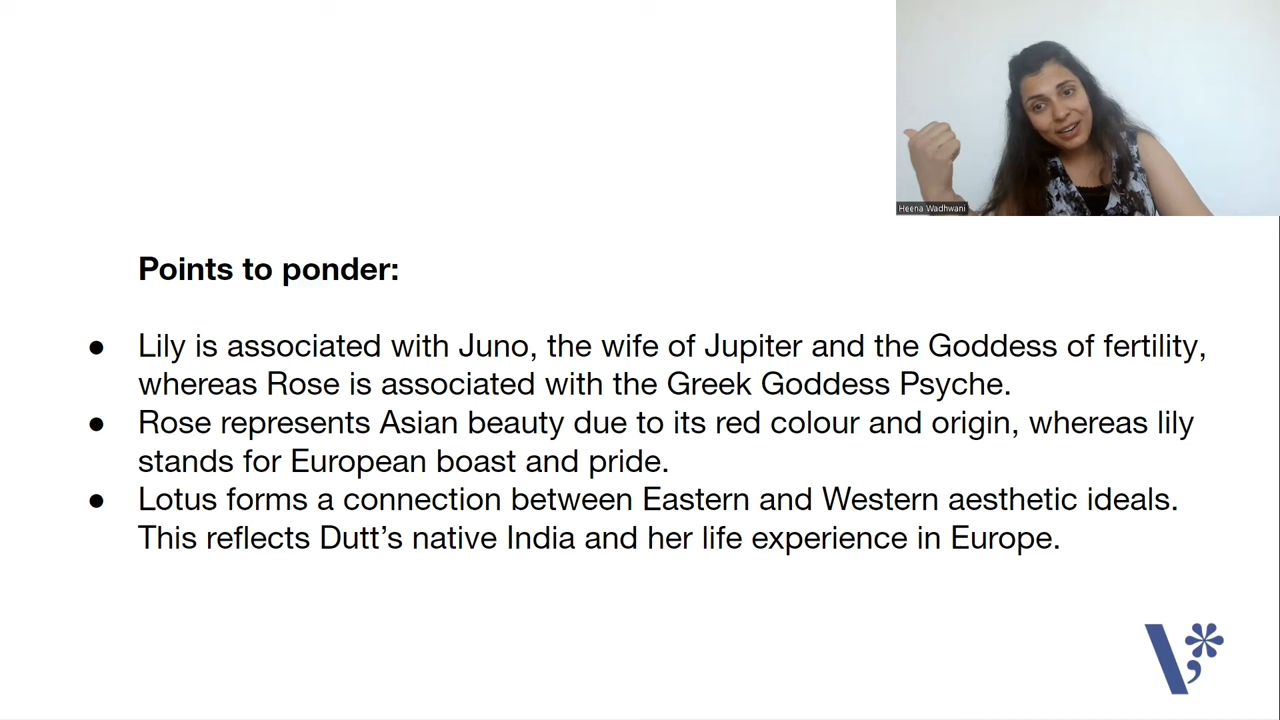 Heena Wadhwani
Points to ponder:
● Lily is associated with Juno, the wife of Jupiter and the Goddess of fertility,
whereas Rose is associated with the Greek Goddess Psyche.
● Rose represents Asian beauty due to its red colour and origin, whereas lily
stands for European boast and pride.
● Lotus forms a connection between Eastern and Western aesthetic ideals.
This reflects Dutt’s native India and her life experience in Europe.